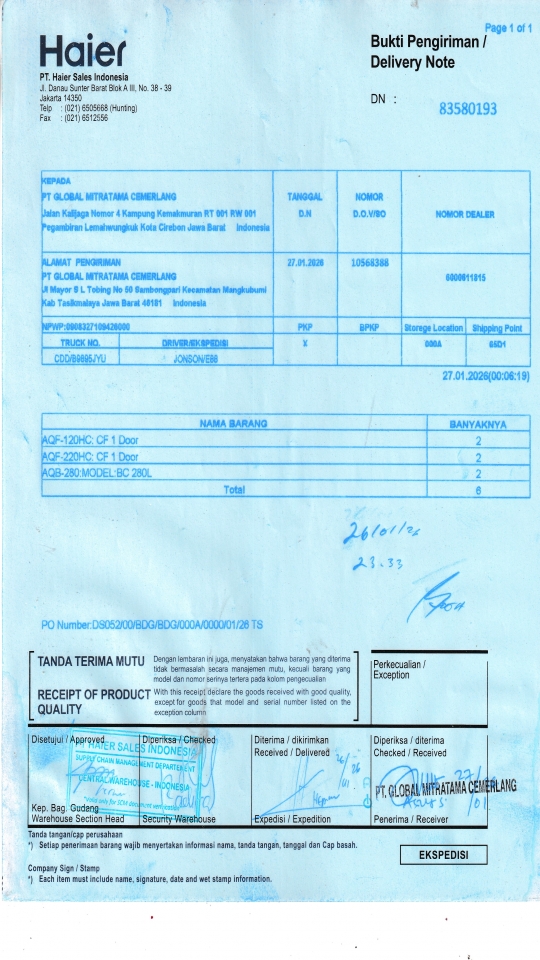 Page 1 of 1
Haier
Bukti Pengiriman /
Delivery Note
PT. Haier Sales Indonesia
Jl. Danau Sunter Barat Blok A III, No. 38 - 39
Jakarta 14350
Telp : (021) 6505668 (Hunting)
Fax : (021) 6512556
DN : 83580193
KEPADA
PT GLOBAL MITRATAMA CEMERLANG
Jalan Kalijaga Nomor 4 Kampung Kemakmuran RT 001 RW 001
Pegambiran Lemahwungkuk Kota Cirebon Jawa Barat Indonesia
TANGGAL D.N
NOMOR D.O.V/SO
NOMOR DEALER
ALAMAT PENGIRIMAN
PT GLOBAL MITRATAMA CEMERLANG
Jl Mayor S L Tobing No 56 Sambongpari Kecamatan Mangkubumi
Kab Tasikmalaya Jawa Barat 46181 Indonesia
27.01.2026
10568388
NPWP:0908327109426000
PKP
BPKP
Storege Location
Shipping Point
TRUCK NO.
DRIVER/EKSPEDISI
X
000A
65D1
CDD/B9695JYU
JONSON/E66
27.01.2026(00:06:19)
NAMA BARANG BANYAKNYA
AQF-120HC: CF 1 Door 2
AQF-220HC: CF 1 Door 2
AQB-280:MODEL:BC 280L 2
Total 6
26/01/26
23.33
PO Number:DS052/00/BDG/BDG/000A/0000/01/26 TS
TANDA TERIMA MUTU
Dengan lembaran ini juga, menyatakan bahwa barang yang diterima
tidak bermasalah secara manajemen mutu, kecuali barang yang
model dan nomor serinya tertera pada kolom pengecualian
RECEIPT OF PRODUCT
QUALITY
With this receipt declare the goods received with good quality,
except for goods that model and serial number listed on the
exception column
Perkecualian /
Exception
Disetujui / Approved
Diperiksa / Checked
Diterima / dikirimkan
Received / Delivered
Diperiksa / diterima
Checked / Received
HAIER SALES INDONESIA
SUPPLY CHAIN MANAGEMENT DEPARTEMENT
CENTRAL WAREHOUSE - INDONESIA
26/01
27/01
PT. GLOBAL MITRATAMA CEMERLANG
Kep. Bag. Gudang
Warehouse Section Head
Security Warehouse
Expedisi / Expedition
Penerima / Receiver
Tanda tangan/cap perusahaan
*) Setiap penerimaan barang wajib menyertakan informasi nama, tanda tangan, tanggal dan Cap basah.
EKSPEDISI
Company Sign / Stamp
*) Each item must include name, signature, date and wet stamp information.